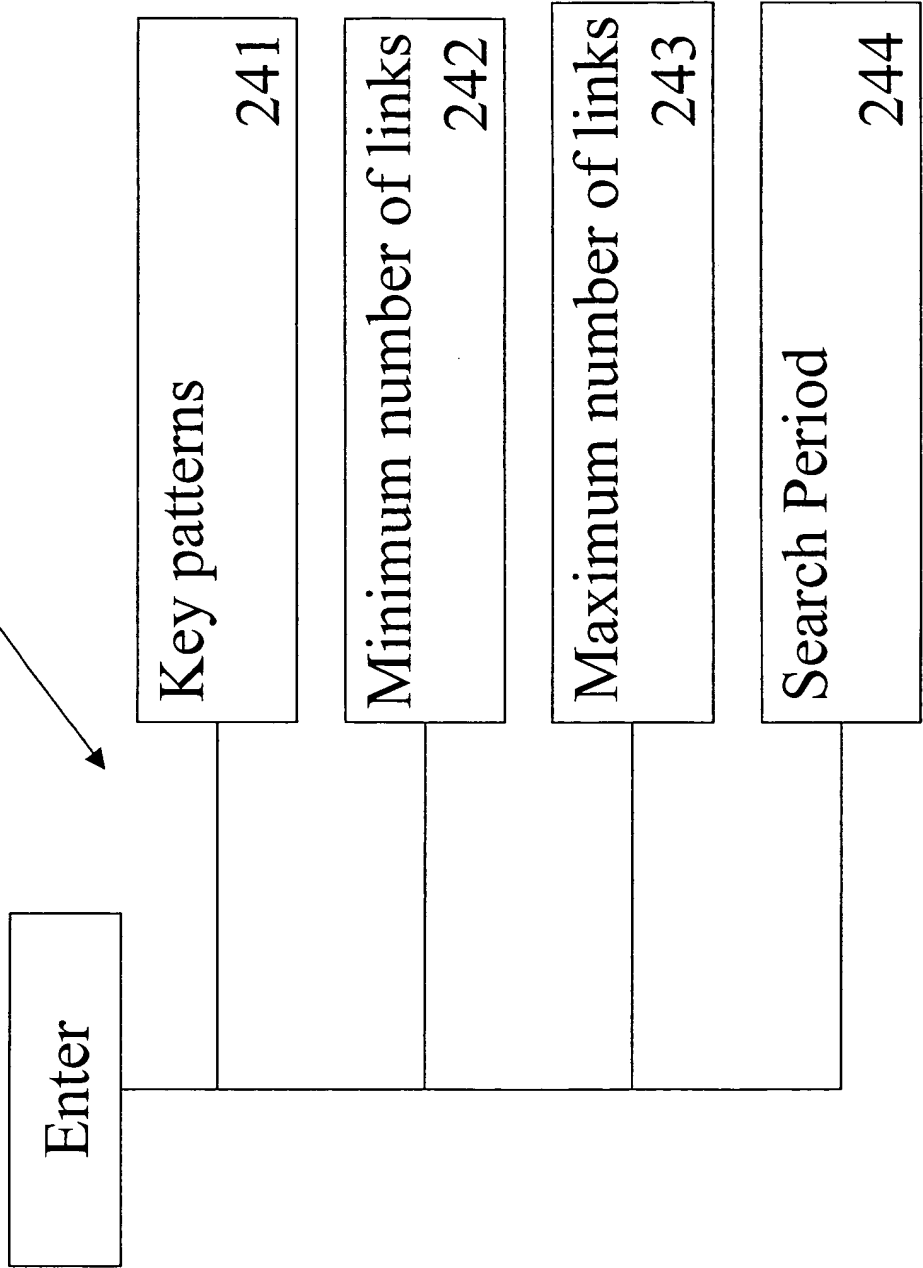 Enter
Key patterns
241
Minimum number of links
242
Maximum number of links
243
Search Period
244